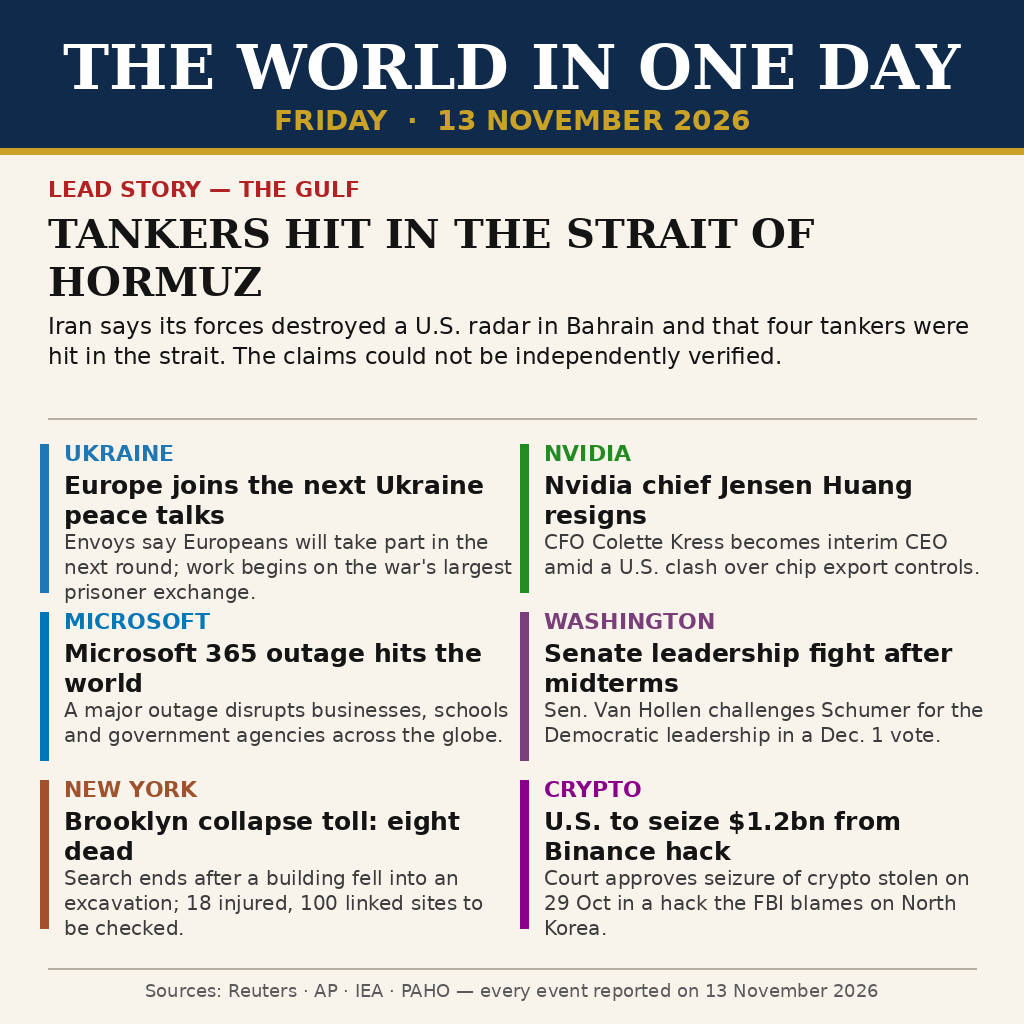 THE WORLD IN ONE DAY
FRIDAY · 13 NOVEMBER 2026
LEAD STORY — THE GULF
TANKERS HIT IN THE STRAIT OF
HORMUZ
Iran says its forces destroyed a U.S. radar in Bahrain and that four tankers were
hit in the strait. The claims could not be independently verified.
UKRAINE
Europe joins the next Ukraine
peace talks
Envoys say Europeans will take part in the
next round; work begins on the war's largest
prisoner exchange.
NVIDIA
Nvidia chief Jensen Huang
resigns
CFO Colette Kress becomes interim CEO
amid a U.S. clash over chip export controls.
MICROSOFT
Microsoft 365 outage hits the
world
A major outage disrupts businesses, schools
and government agencies across the globe.
WASHINGTON
Senate leadership fight after
midterms
Sen. Van Hollen challenges Schumer for the
Democratic leadership in a Dec. 1 vote.
NEW YORK
Brooklyn collapse toll: eight
dead
Search ends after a building fell into an
excavation; 18 injured, 100 linked sites to
be checked.
CRYPTO
U.S. to seize $1.2bn from
Binance hack
Court approves seizure of crypto stolen on
29 Oct in a hack the FBI blames on North
Korea.
Sources: Reuters · AP · IEA · PAHO — every event reported on 13 November 2026